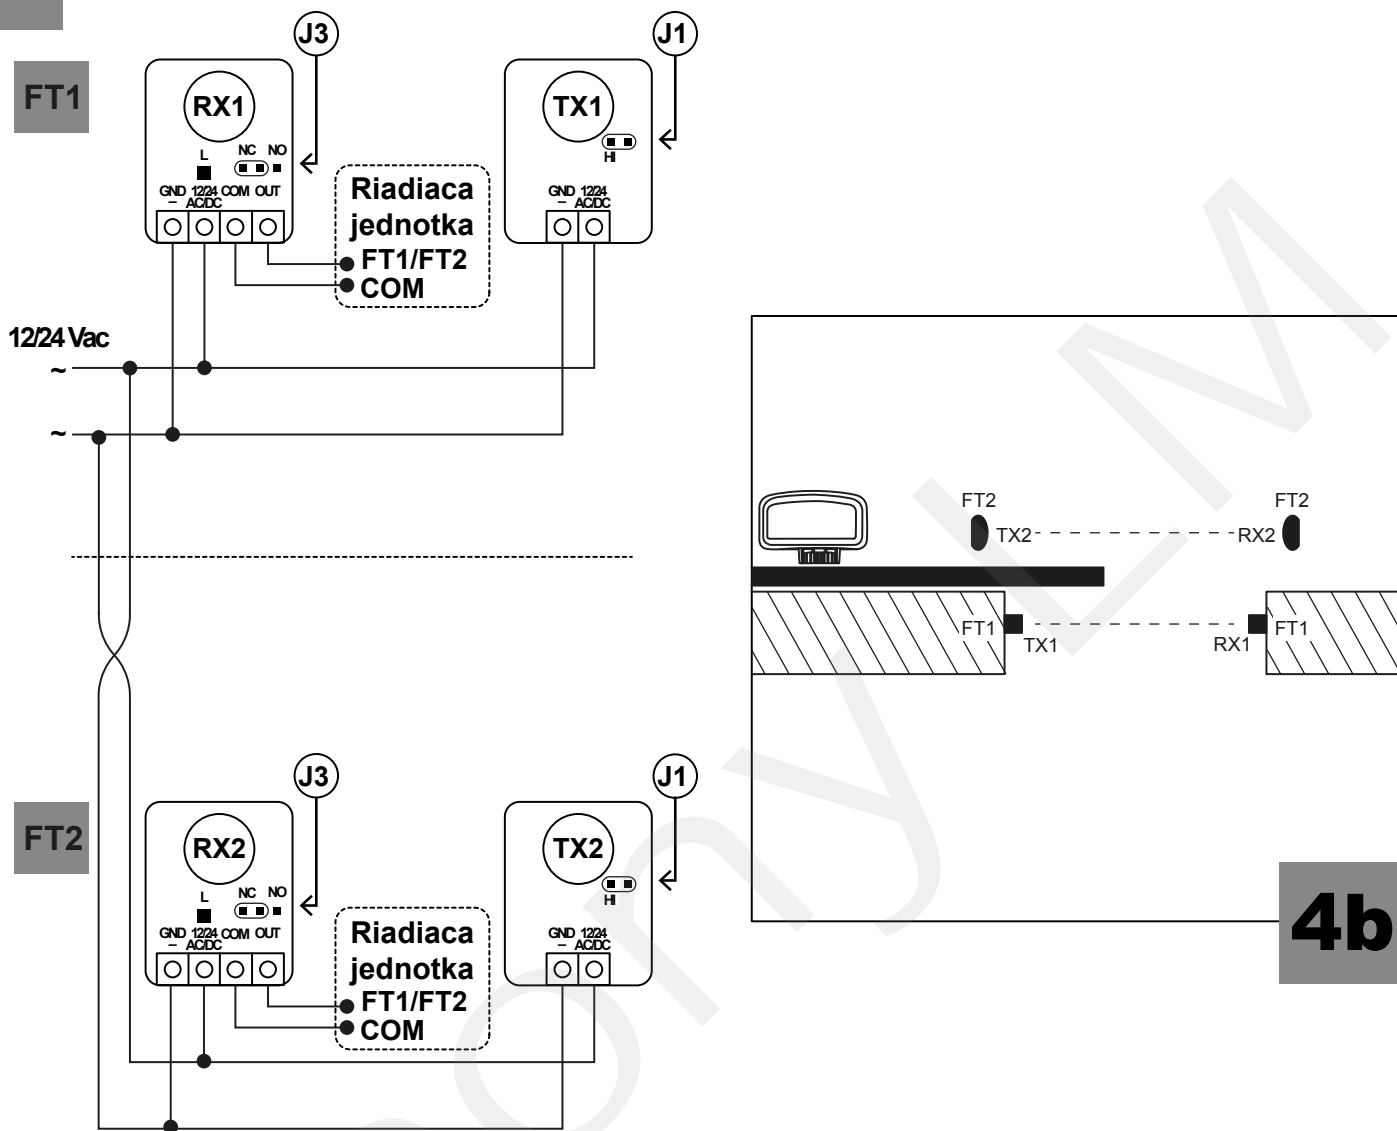 J3
J1
FT1
RX1
TX1
L
NC NO
HI
GND 12/24 COM OUT
– AC/DC
GND 12/24
– AC/DC
Riadiaca
jednotka
FT1/FT2
COM
12/24 Vac
~
~
FT2
FT2
TX2
RX2
FT1
TX1
RX1
FT1
J3
J1
FT2
RX2
TX2
L
NC NO
HI
GND 12/24 COM OUT
– AC/DC
GND 12/24
– AC/DC
Riadiaca
jednotka
FT1/FT2
COM
4b